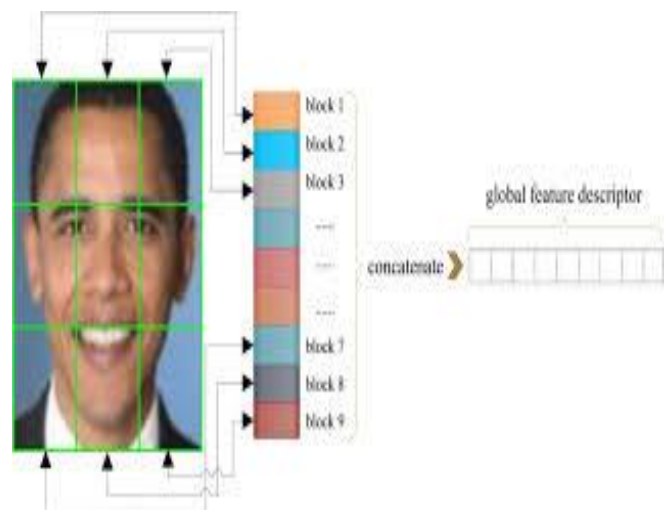 block 1
block 2
block 3
....
....
....
block 7
block 8
block 9
concatenate
global feature descriptor